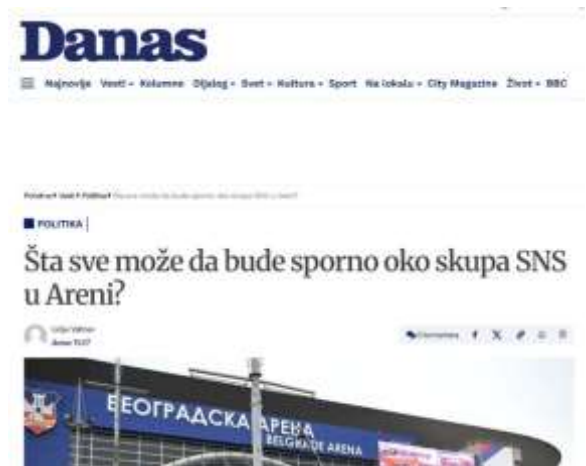 Danas
Najnovije Vesti Kolumne Dijalog Svet Kultura Sport Na lokalu City Magazine Život BBC
POLITIKA
Šta sve može da bude sporno oko skupa SNS
u Areni?
БЕОГРАДСКА АРЕНА
BELGRADE ARENA